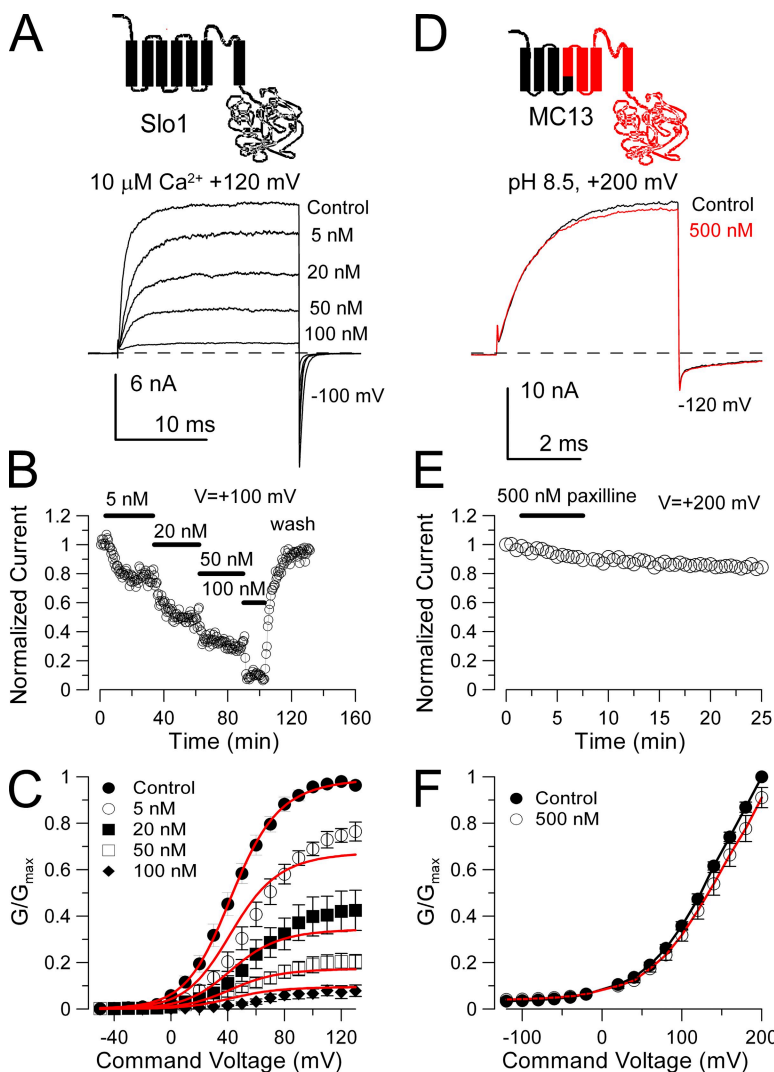 A
Slo1
10 μM Ca²⁺ +120 mV
Control
5 nM
20 nM
50 nM
100 nM
6 nA
10 ms
-100 mV
B
5 nM
V=+100 mV
20 nM
wash
50 nM
100 nM
Normalized Current
1.2
1
0.8
0.6
0.4
0.2
0
0 40 80 120 160
Time (min)
C
Control
5 nM
20 nM
50 nM
100 nM
G/Gmax
1
0.8
0.6
0.4
0.2
0
-40 0 40 80 120
Command Voltage (mV)
D
MC13
pH 8.5, +200 mV
Control
500 nM
10 nA
2 ms
-120 mV
E
500 nM paxilline
V=+200 mV
Normalized Current
1.2
1
0.8
0.6
0.4
0.2
0
0 5 10 15 20 25
Time (min)
F
Control
500 nM
G/Gmax
1
0.8
0.6
0.4
0.2
0
-100 0 100 200
Command Voltage (mV)